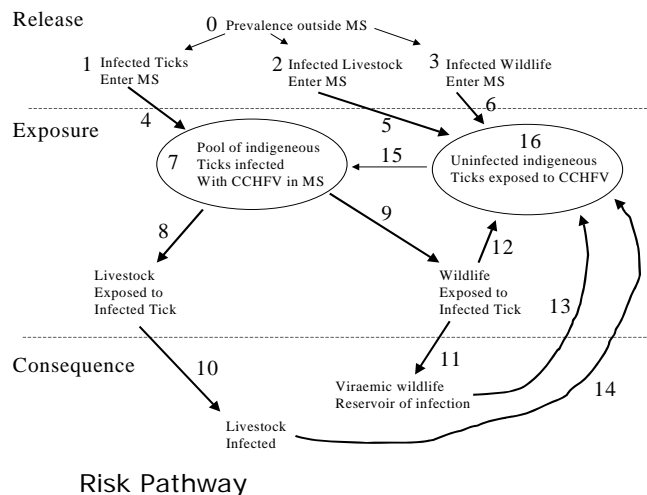 Release
0 Prevalence outside MS
1 Infected Ticks
Enter MS
2 Infected Livestock
Enter MS
3 Infected Wildlife
Enter MS
4
5
6
Exposure
7 Pool of indigeneous
Ticks infected
With CCHFV in MS
15
16
Uninfected indigeneous
Ticks exposed to CCHFV
8
9
12
Livestock
Exposed to
Infected Tick
Wildlife
Exposed to
Infected Tick
13
Consequence
10
11
14
Viraemic wildlife
Reservoir of infection
Livestock
Infected
Risk Pathway